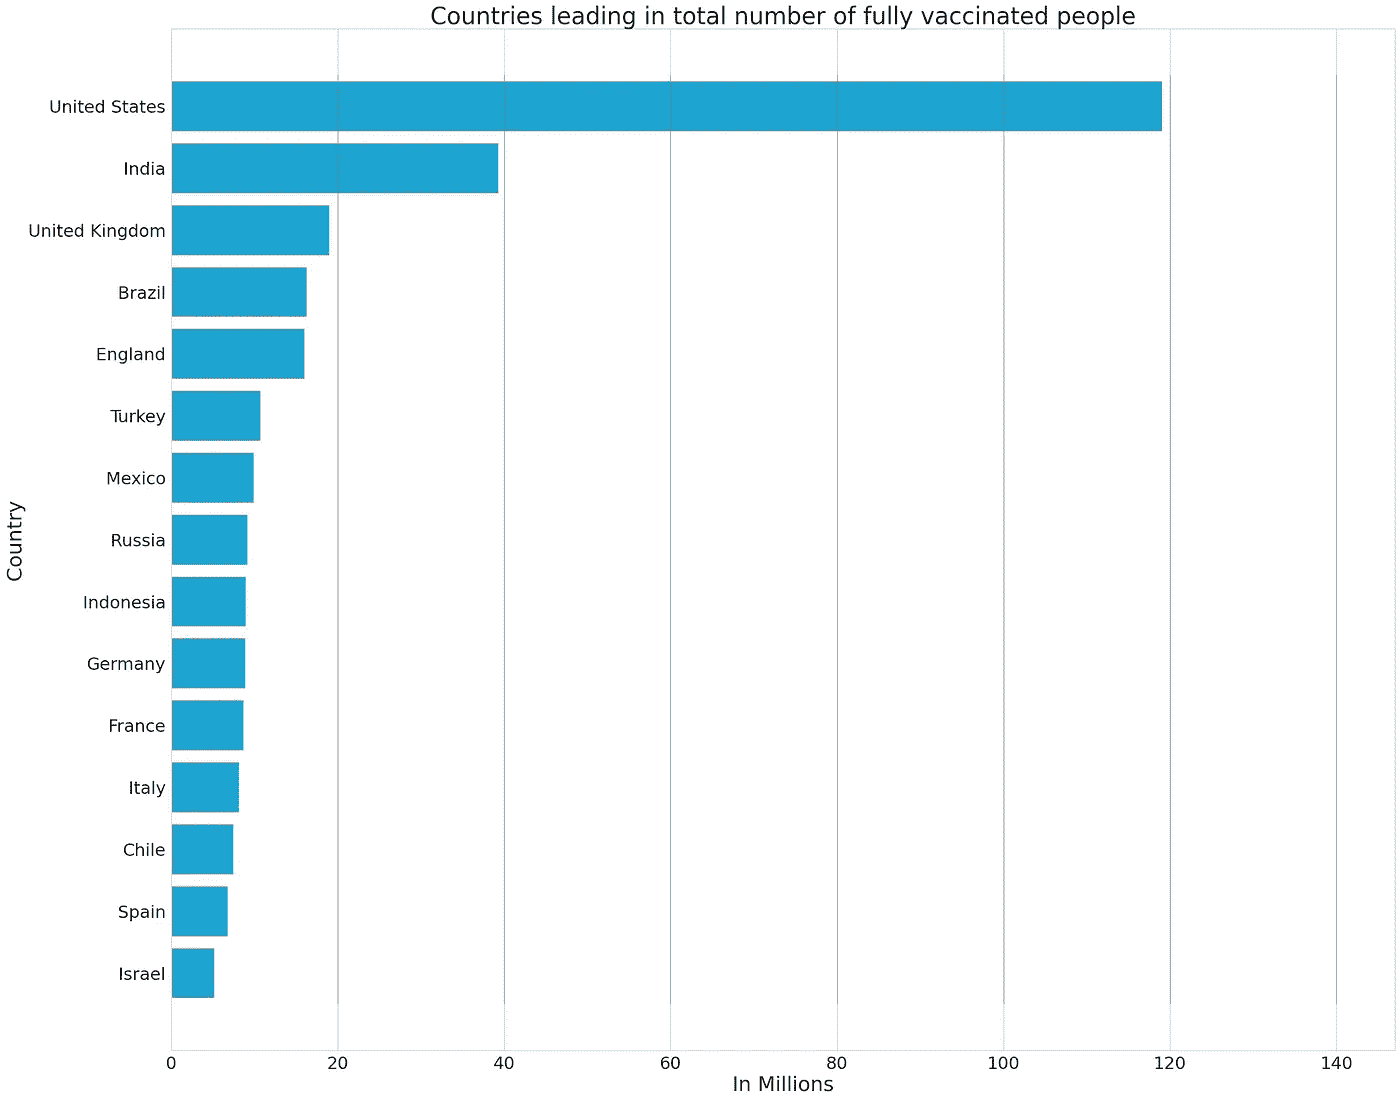 Countries leading in total number of fully vaccinated people
United States
India
United Kingdom
Brazil
England
Turkey
Mexico
Russia
Indonesia
Germany
France
Italy
Chile
Spain
Israel
Country
0 20 40 60 80 100 120 140
In Millions